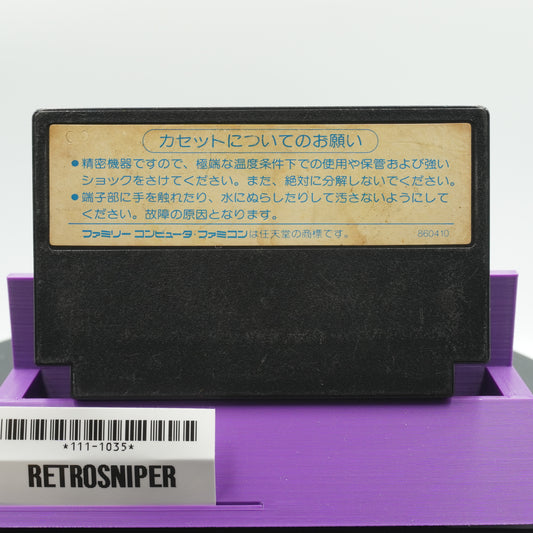 カセットについてのお願い
●精密機器ですので、極端な温度条件下での使用や保管および強い
ショックをさけてください。また、絶対に分解しないでください。
●端子部に手を触れたり、水にぬらしたりして汚さないようにして
ください。故障の原因となります。
ファミリーコンピュータ・ファミコンは任天堂の商標です。 860410
*111-1035*
RETROSNIPER